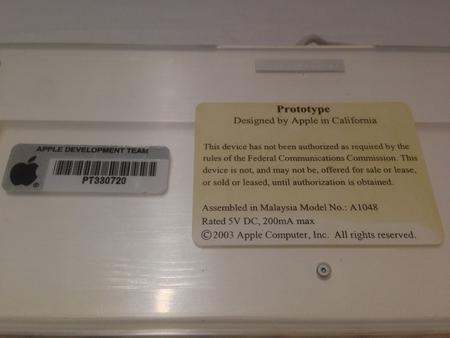 APPLE DEVELOPMENT TEAM
PT330720
Prototype
Designed by Apple in California
This device has not been authorized as required by the
rules of the Federal Communications Commission. This
device is not, and may not be, offered for sale or lease,
or sold or leased, until authorization is obtained.
Assembled in Malaysia Model No.: A1048
Rated 5V DC, 200mA max
©2003 Apple Computer, Inc. All rights reserved.